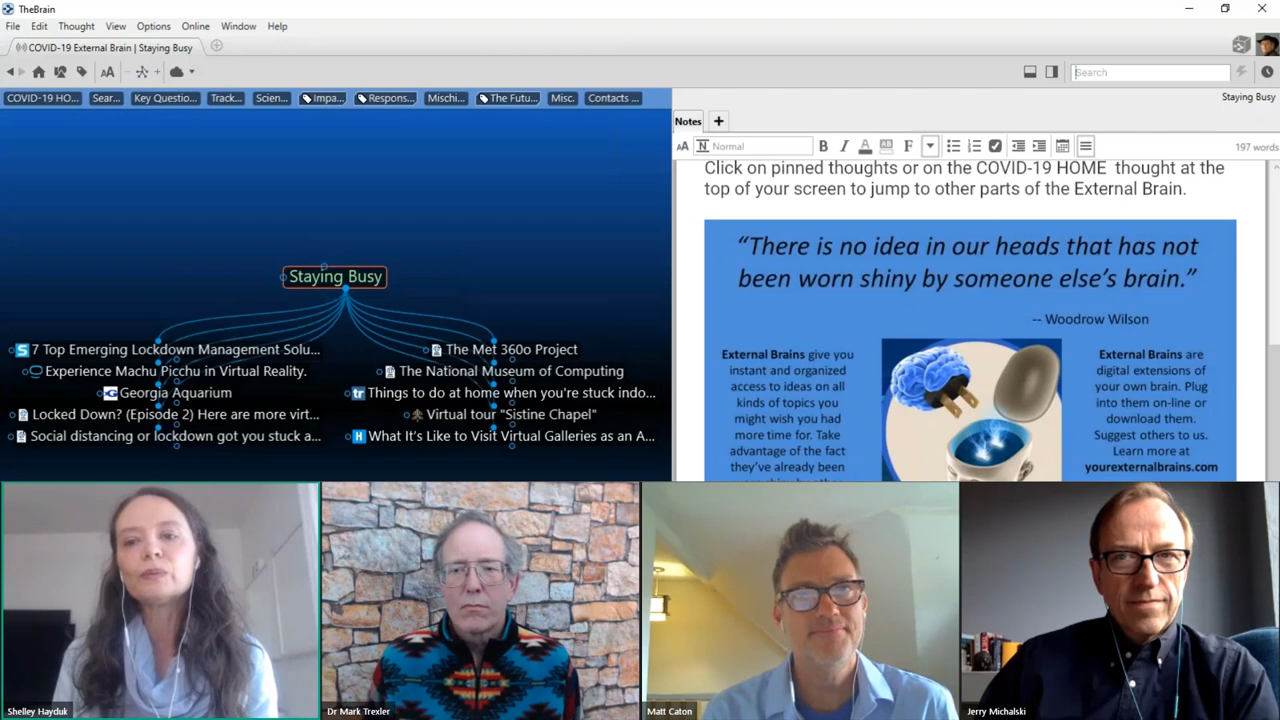 TheBrain
File Edit Thought View Options Online Window Help
COVID-19 External Brain | Staying Busy
AA
Search
COVID-19 HO... Sear... Key Questio... Track... Scien... Impa... Respons... Mischi... The Futu... Misc. Contacts ...
Staying Busy
Notes
AA N Normal B I A AB F 197 words
Click on pinned thoughts or on the COVID-19 HOME thought at the
top of your screen to jump to other parts of the External Brain.
“There is no idea in our heads that has not
been worn shiny by someone else’s brain.”
-- Woodrow Wilson
External Brains give you
instant and organized
access to ideas on all
kinds of topics you
might wish you had
more time for. Take
advantage of the fact
they’ve already been
External Brains are
digital extensions of
your own brain. Plug
into them on-line or
download them.
Suggest others to us.
Learn more at
yourexternalbrains.com
Staying Busy
S 7 Top Emerging Lockdown Management Solu...
Experience Machu Picchu in Virtual Reality.
Georgia Aquarium
Locked Down? (Episode 2) Here are more virt...
Social distancing or lockdown got you stuck a...
The Met 360o Project
The National Museum of Computing
tr Things to do at home when you're stuck indo...
Virtual tour "Sistine Chapel"
H What It's Like to Visit Virtual Galleries as an A...
Shelley Hayduk
Dr Mark Trexler
Matt Caton
Jerry Michalski